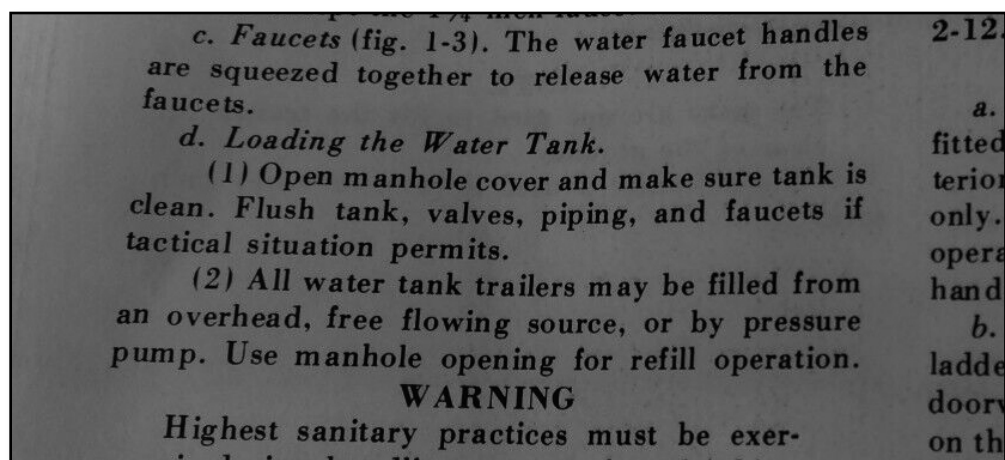 c. Faucets (fig. 1-3). The water faucet handles
are squeezed together to release water from the
faucets.
d. Loading the Water Tank.
(1) Open manhole cover and make sure tank is
clean. Flush tank, valves, piping, and faucets if
tactical situation permits.
(2) All water tank trailers may be filled from
an overhead, free flowing source, or by pressure
pump. Use manhole opening for refill operation.
WARNING
Highest sanitary practices must be exer-
2-12.
a.
fitted
only.
hand
b.
on